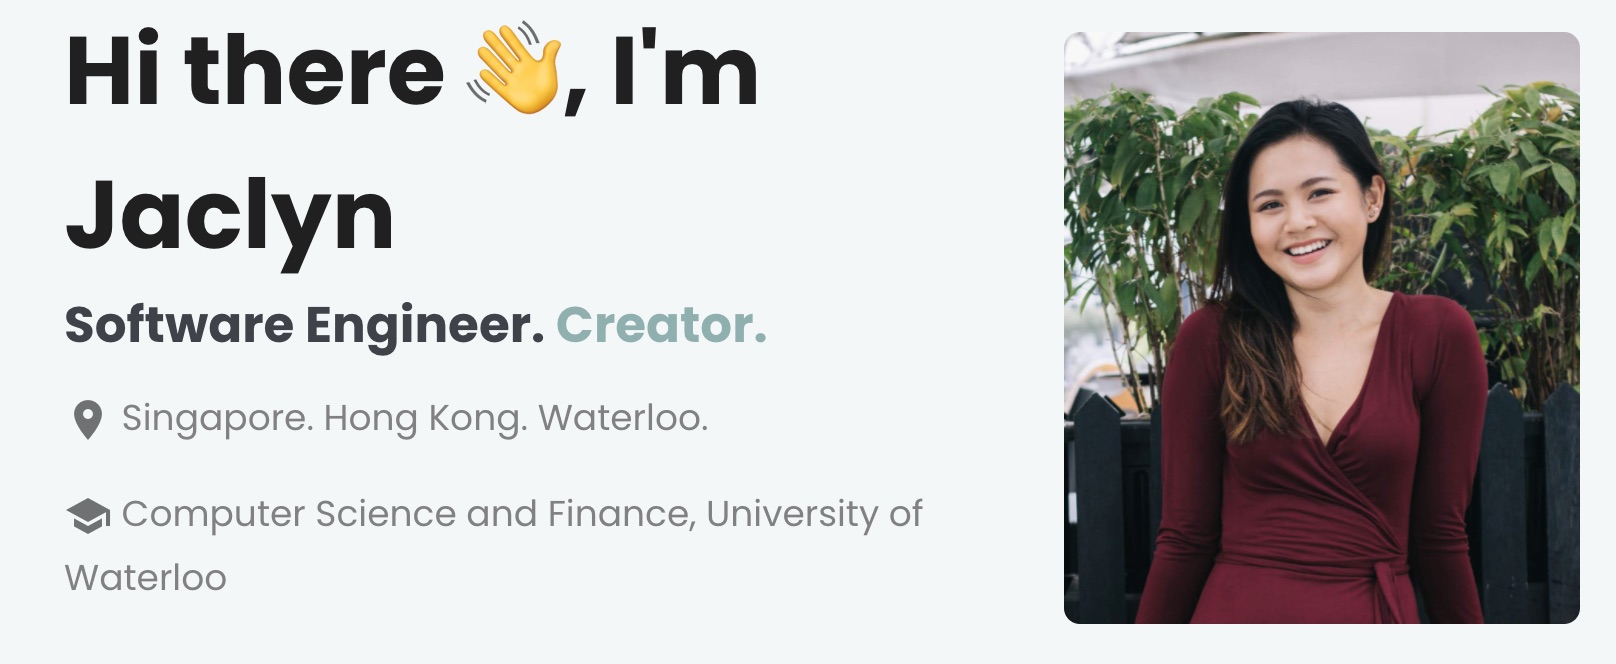 Hi there 👋, I'm
Jaclyn
Software Engineer. Creator.
Singapore. Hong Kong. Waterloo.
Computer Science and Finance, University of
Waterloo